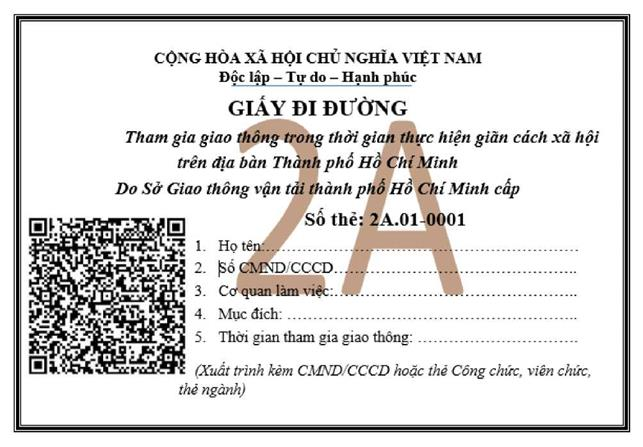 CỘNG HÒA XÃ HỘI CHỦ NGHĨA VIỆT NAM
Độc lập – Tự do – Hạnh phúc
GIẤY ĐI ĐƯỜNG
Tham gia giao thông trong thời gian thực hiện giãn cách xã hội
trên địa bàn Thành phố Hồ Chí Minh
Do Sở Giao thông vận tải thành phố Hồ Chí Minh cấp
2A
Số thẻ: 2A.01-0001
1. Họ tên:……………………………………………………
2. Số CMND/CCCD………………………………………..
3. Cơ quan làm việc:………………………………………..
4. Mục đích: ………………………………………………..
5. Thời gian tham gia giao thông: …………………………
(Xuất trình kèm CMND/CCCD hoặc thẻ Công chức, viên chức,
thẻ ngành)